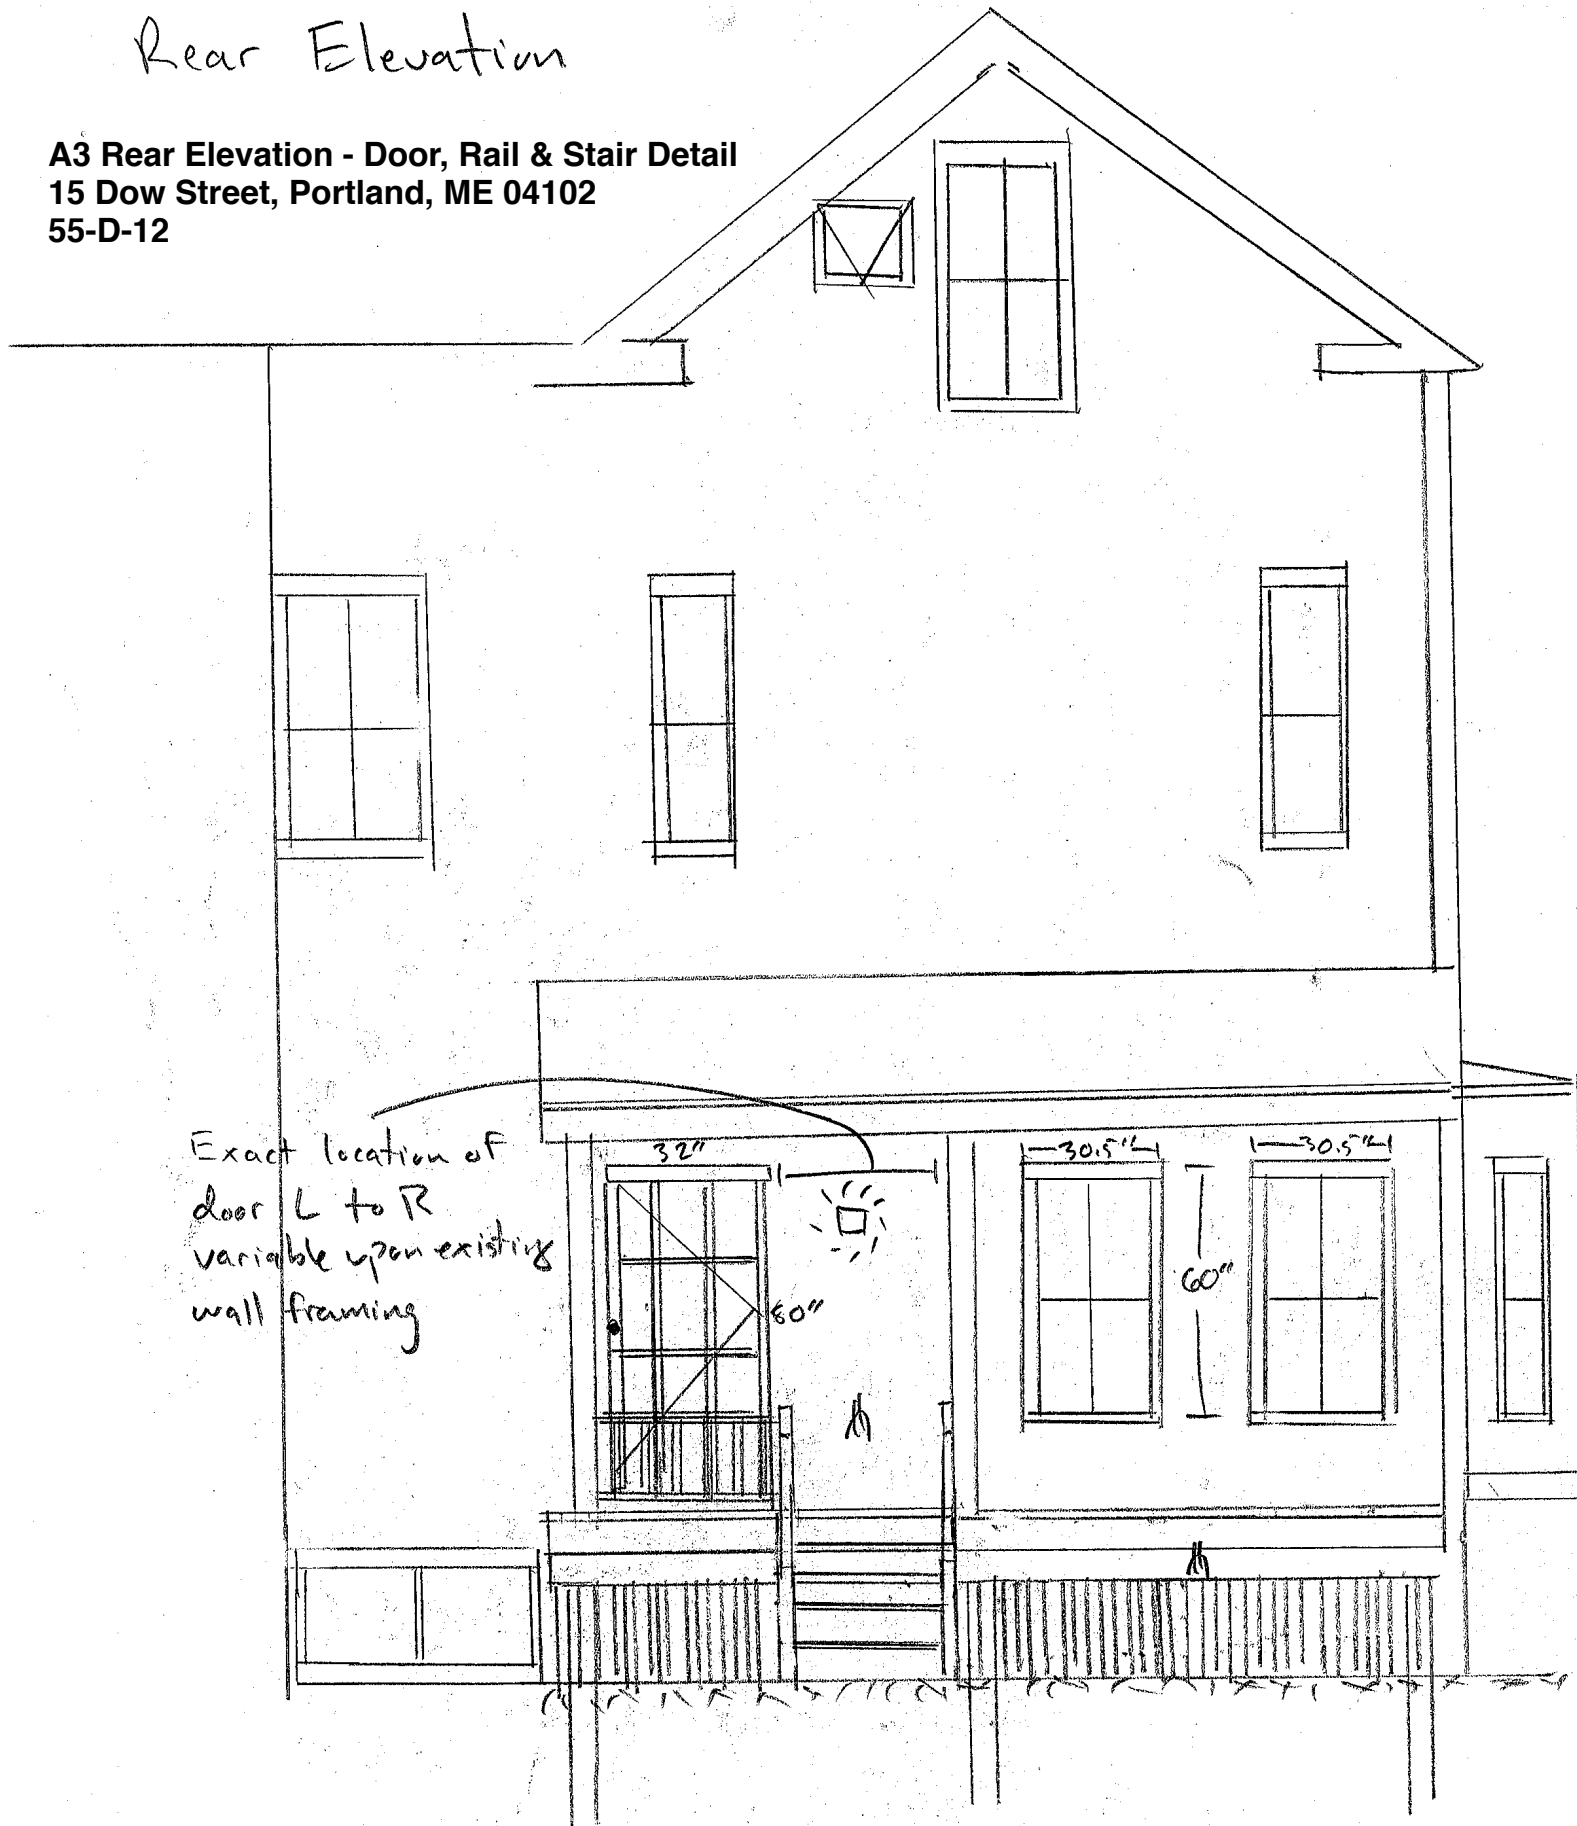 Rear Elevation
A3 Rear Elevation - Door, Rail & Stair Detail
15 Dow Street, Portland, ME 04102
55-D-12
Exact location of
door L to R
variable upon existing
wall framing
32"
30.5"
30.5"
60"
80"